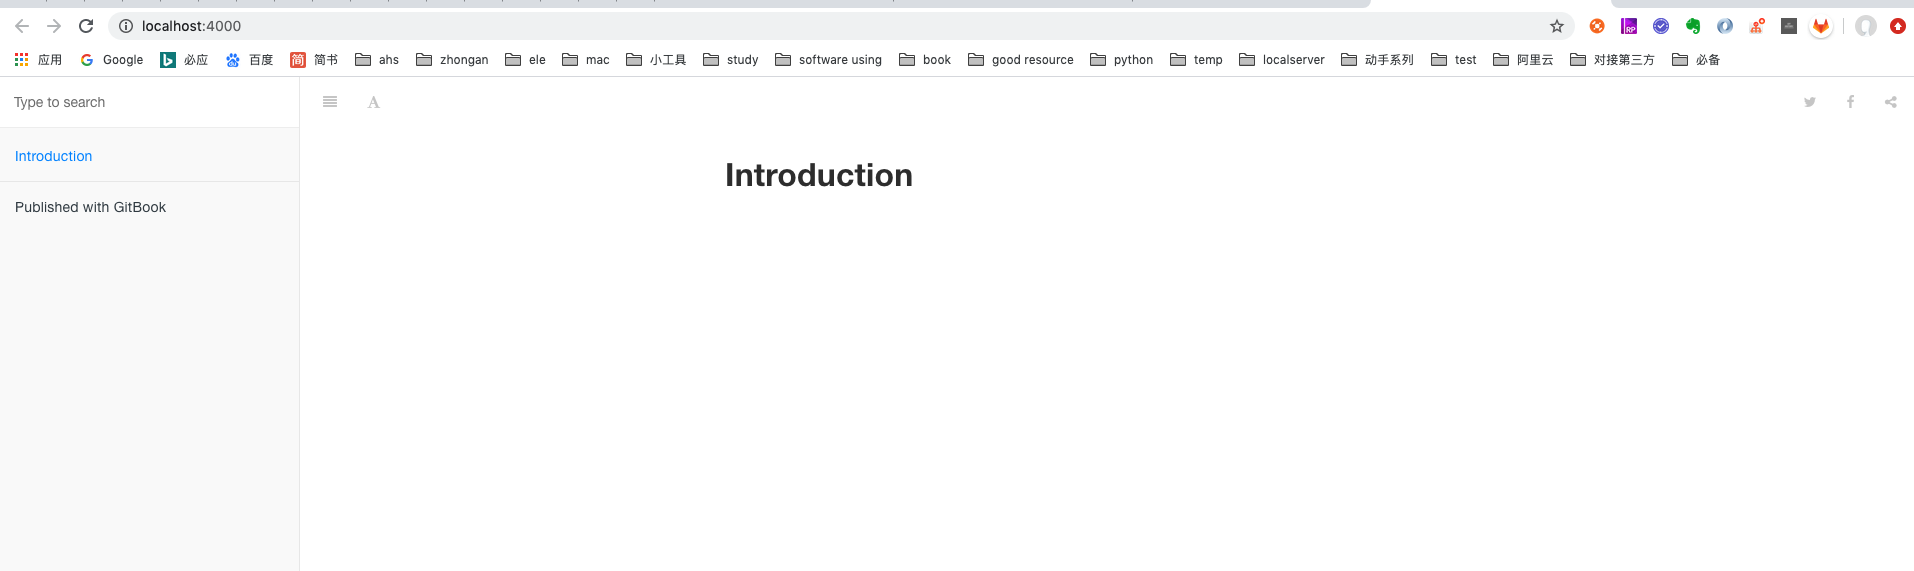 localhost:4000
应用 Google 必应 百度 简书 ahs zhongan ele mac 小工具 study software using book good resource python temp localserver 动手系列 test 阿里云 对接第三方 必备
Type to search A
Introduction
Published with GitBook
Introduction